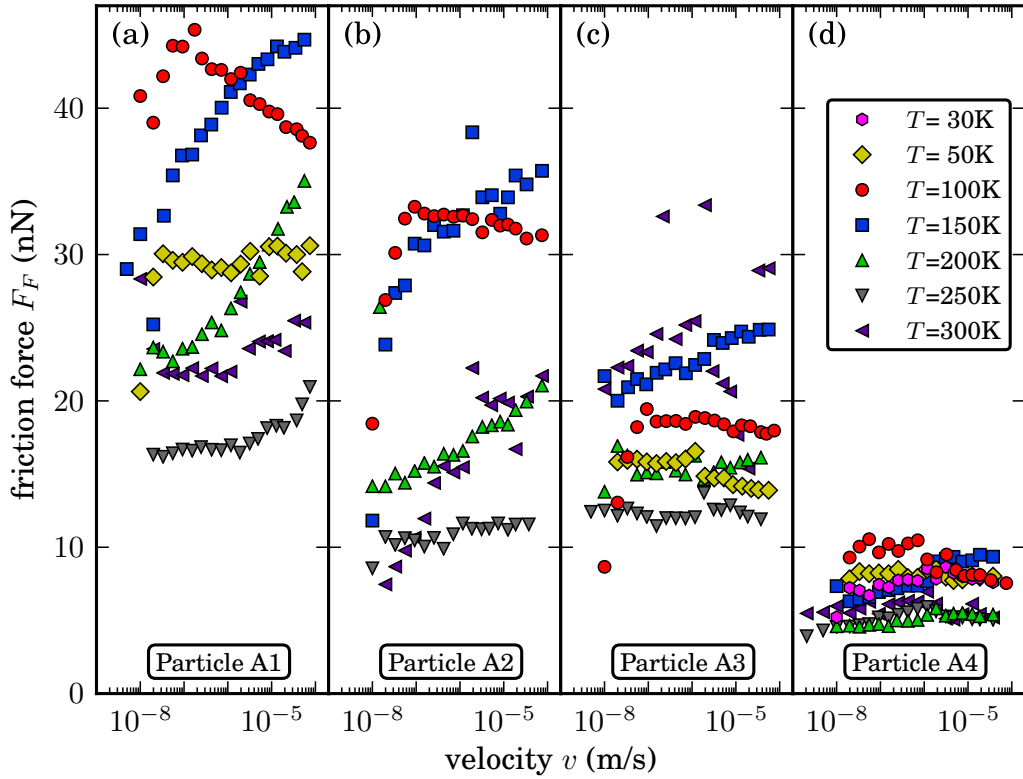 (a) (b) (c) (d)
40
30
20
10
0
friction force F_F (nN)
T = 30K
T = 50K
T = 100K
T = 150K
T = 200K
T = 250K
T = 300K
Particle A1 Particle A2 Particle A3 Particle A4
10⁻⁸ 10⁻⁵ 10⁻⁸ 10⁻⁵ 10⁻⁸ 10⁻⁵ 10⁻⁸ 10⁻⁵
velocity v (m/s)